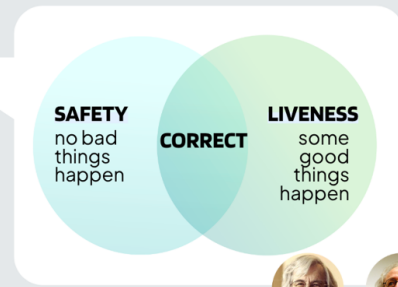 SAFETY
no bad
things
happen
CORRECT
LIVENESS
some
good
things
happen